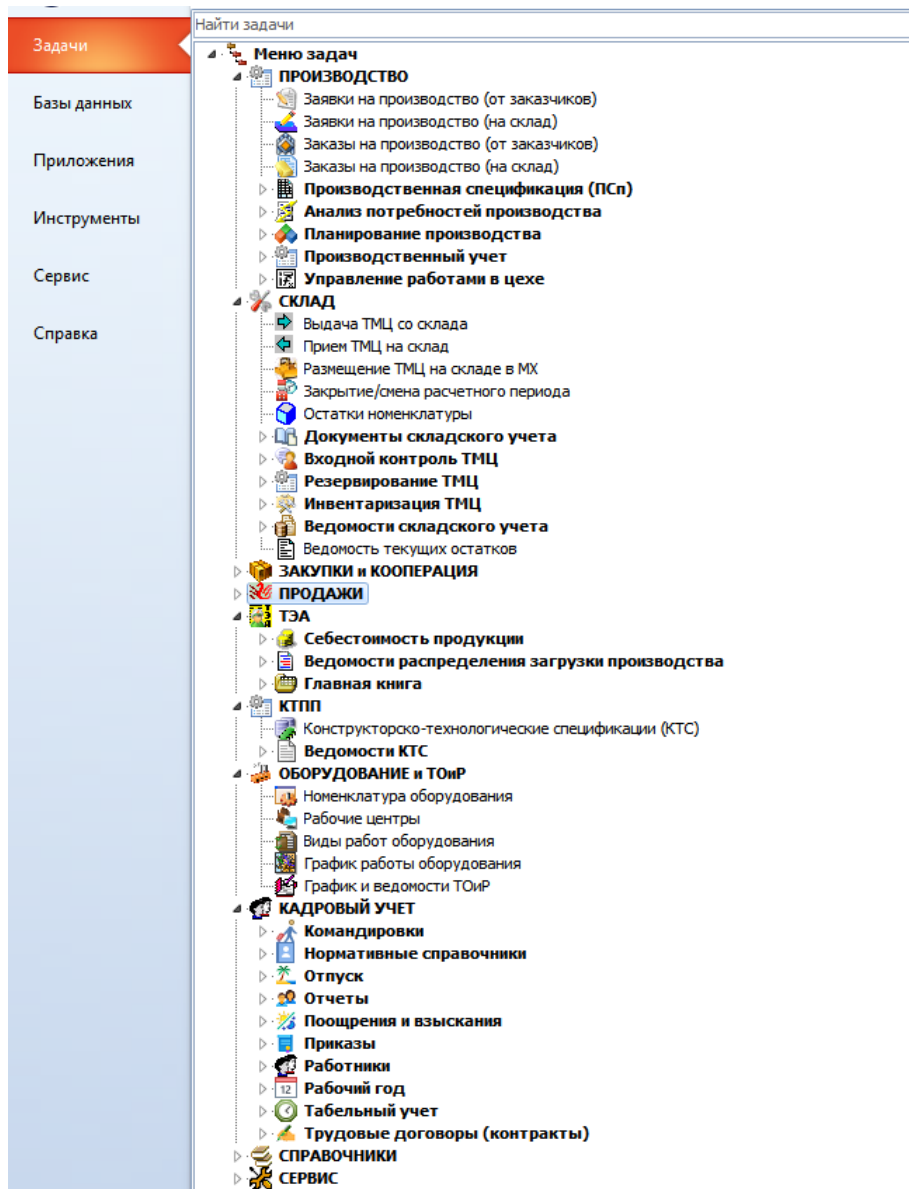 Найти задачи
Задачи
Базы данных
Приложения
Инструменты
Сервис
Справка
Меню задач
ПРОИЗВОДСТВО
Заявки на производство (от заказчиков)
Заявки на производство (на склад)
Заказы на производство (от заказчиков)
Заказы на производство (на склад)
Производственная спецификация (ПСп)
Анализ потребностей производства
Планирование производства
Производственный учет
Управление работами в цехе
СКЛАД
Выдача ТМЦ со склада
Прием ТМЦ на склад
Размещение ТМЦ на складе в МХ
Закрытие/смена расчетного периода
Остатки номенклатуры
Документы складского учета
Входной контроль ТМЦ
Резервирование ТМЦ
Инвентаризация ТМЦ
Ведомости складского учета
Ведомость текущих остатков
ЗАКУПКИ и КООПЕРАЦИЯ
ПРОДАЖИ
ТЭА
Себестоимость продукции
Ведомости распределения загрузки производства
Главная книга
КТПП
Конструкторско-технологические спецификации (КТС)
Ведомости КТС
ОБОРУДОВАНИЕ и ТОиР
Номенклатура оборудования
Рабочие центры
Виды работ оборудования
График работы оборудования
График и ведомости ТОиР
КАДРОВЫЙ УЧЕТ
Командировки
Нормативные справочники
Отпуск
Отчеты
Поощрения и взыскания
Приказы
Работники
12 Рабочий год
Табельный учет
Трудовые договоры (контракты)
СПРАВОЧНИКИ
СЕРВИС